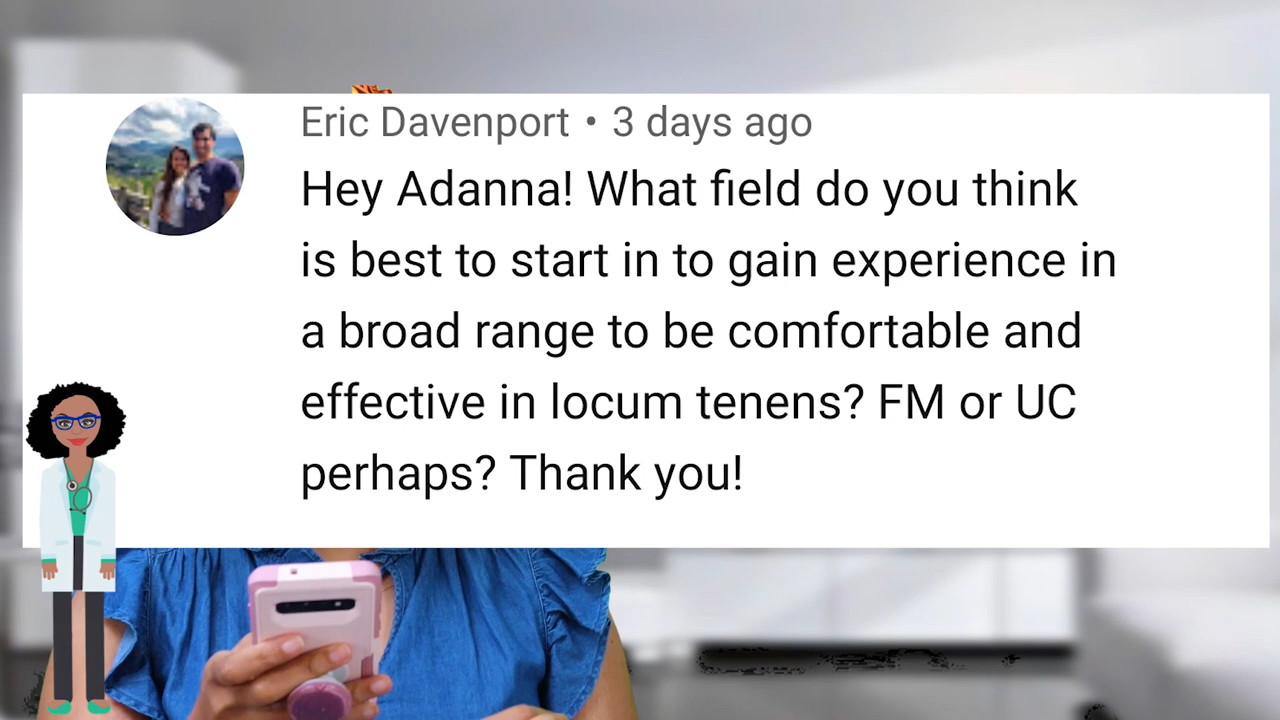 Eric Davenport • 3 days ago
Hey Adanna! What field do you think
is best to start in to gain experience in
a broad range to be comfortable and
effective in locum tenens? FM or UC
perhaps? Thank you!